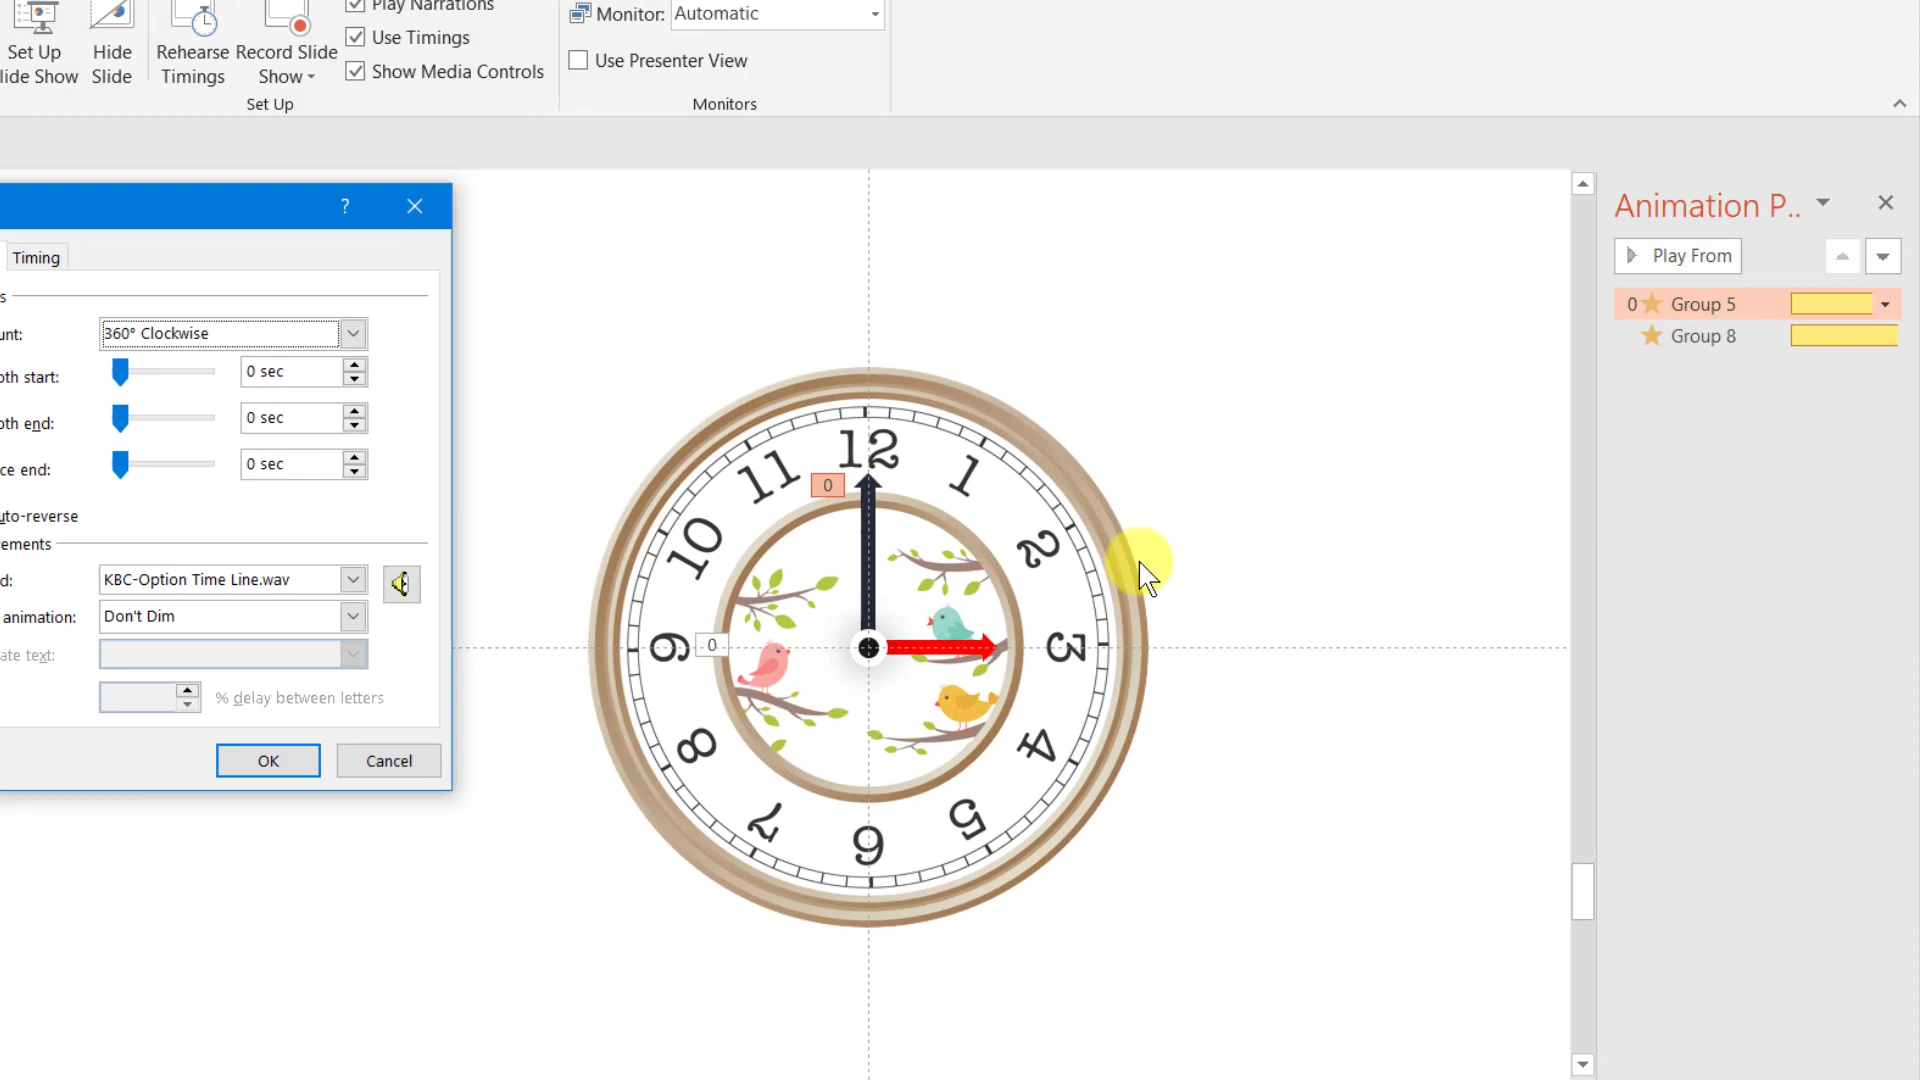 Play Narrations
Set Up
lide Show
Hide
Slide
Rehearse
Timings
Record Slide
Show
Use Timings
Show Media Controls
Set Up
Monitor: Automatic
Use Presenter View
Monitors
Timing
s
unt: 360° Clockwise
oth start: 0 sec
oth end: 0 sec
ce end: 0 sec
uto-reverse
ements
d: KBC-Option Time Line.wav
animation: Don't Dim
ate text:
% delay between letters
OK Cancel
12
1
2
3
4
5
6
7
8
9
10
11
0
0
Animation P..
Play From
0 Group 5
Group 8